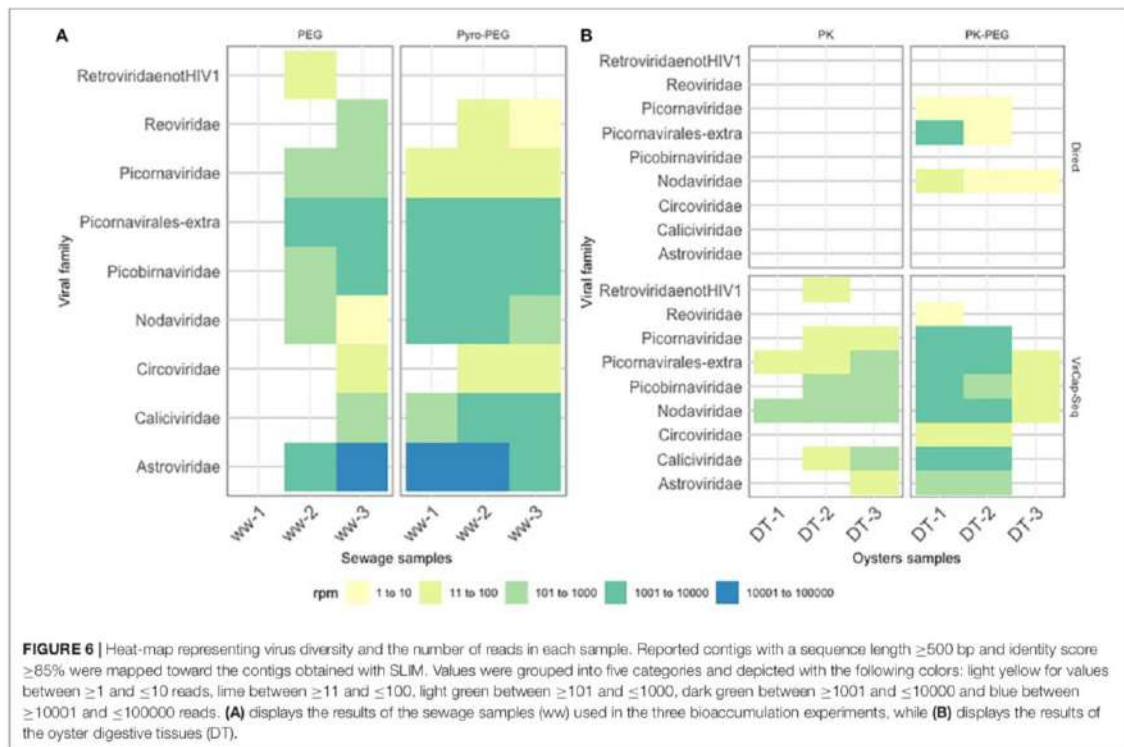 A
PEG
Pyro-PEG
RetroviridaenotHIV1
Reoviridae
Picornaviridae
Picornavirales-extra
Picobirnaviridae
Nodaviridae
Circoviridae
Caliciviridae
Astroviridae
Viral family
ww-1
ww-2
ww-3
ww-1
ww-2
ww-3
Sewage samples
B
PK
PK-PEG
RetroviridaenotHIV1
Reoviridae
Picornaviridae
Picornavirales-extra
Picobirnaviridae
Nodaviridae
Circoviridae
Caliciviridae
Astroviridae
Direct
RetroviridaenotHIV1
Reoviridae
Picornaviridae
Picornavirales-extra
Picobirnaviridae
Nodaviridae
Circoviridae
Caliciviridae
Astroviridae
VirCap-Seq
Viral family
DT-1
DT-2
DT-3
DT-1
DT-2
DT-3
Oysters samples
rpm 1 to 10 11 to 100 101 to 1000 1001 to 10000 10001 to 100000
FIGURE 6 | Heat-map representing virus diversity and the number of reads in each sample. Reported contigs with a sequence length ≥500 bp and identity score
≥85% were mapped toward the contigs obtained with SLIM. Values were grouped into five categories and depicted with the following colors: light yellow for values
between ≥1 and ≤10 reads, lime between ≥11 and ≤100, light green between ≥101 and ≤1000, dark green between ≥1001 and ≤10000 and blue between
≥10001 and ≤100000 reads. (A) displays the results of the sewage samples (ww) used in the three bioaccumulation experiments, while (B) displays the results of
the oyster digestive tissues (DT).